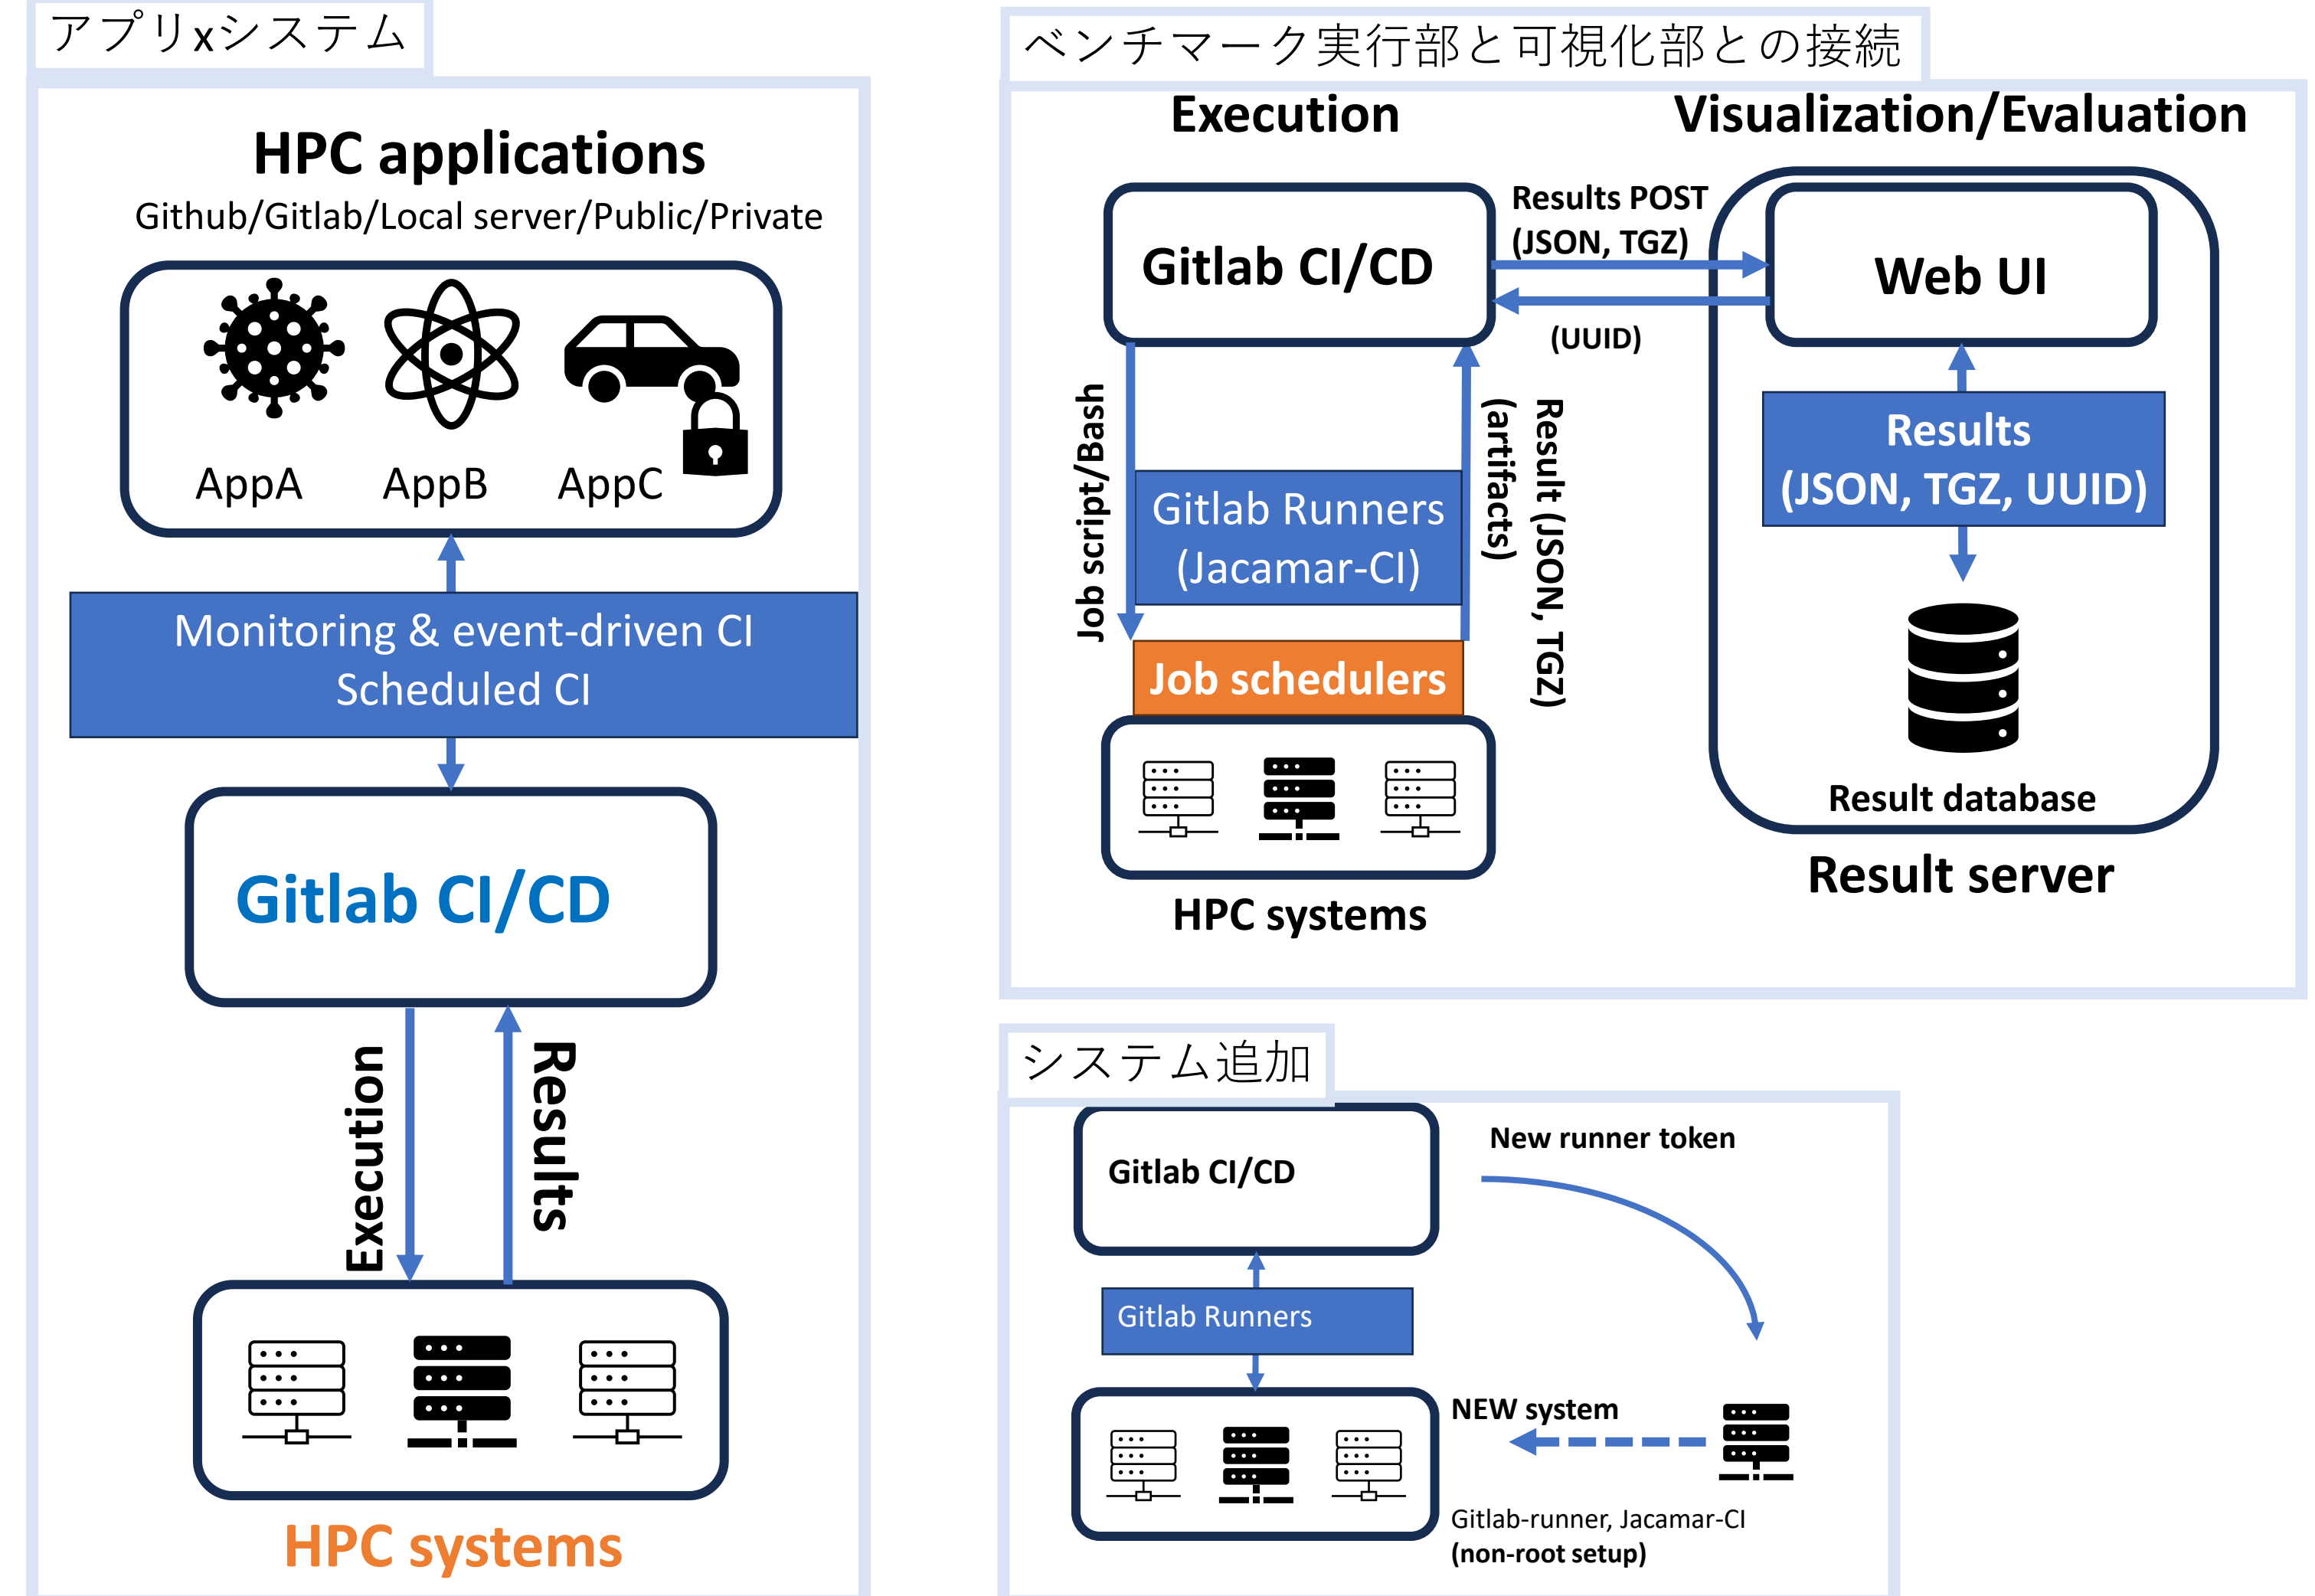 アプリxシステム
HPC applications
Github/Gitlab/Local server/Public/Private
AppA
AppB
AppC
Monitoring & event-driven CI
Scheduled CI
Gitlab CI/CD
Execution
Results
HPC systems
ベンチマーク実行部と可視化部との接続
Execution
Visualization/Evaluation
Gitlab CI/CD
Results POST
(JSON, TGZ)
(UUID)
Web UI
Job script/Bash
Gitlab Runners
(Jacamar-CI)
Result (JSON, TGZ)
(artifacts)
Results
(JSON, TGZ, UUID)
Job schedulers
HPC systems
Result database
Result server
システム追加
Gitlab CI/CD
New runner token
Gitlab Runners
NEW system
Gitlab-runner, Jacamar-CI
(non-root setup)